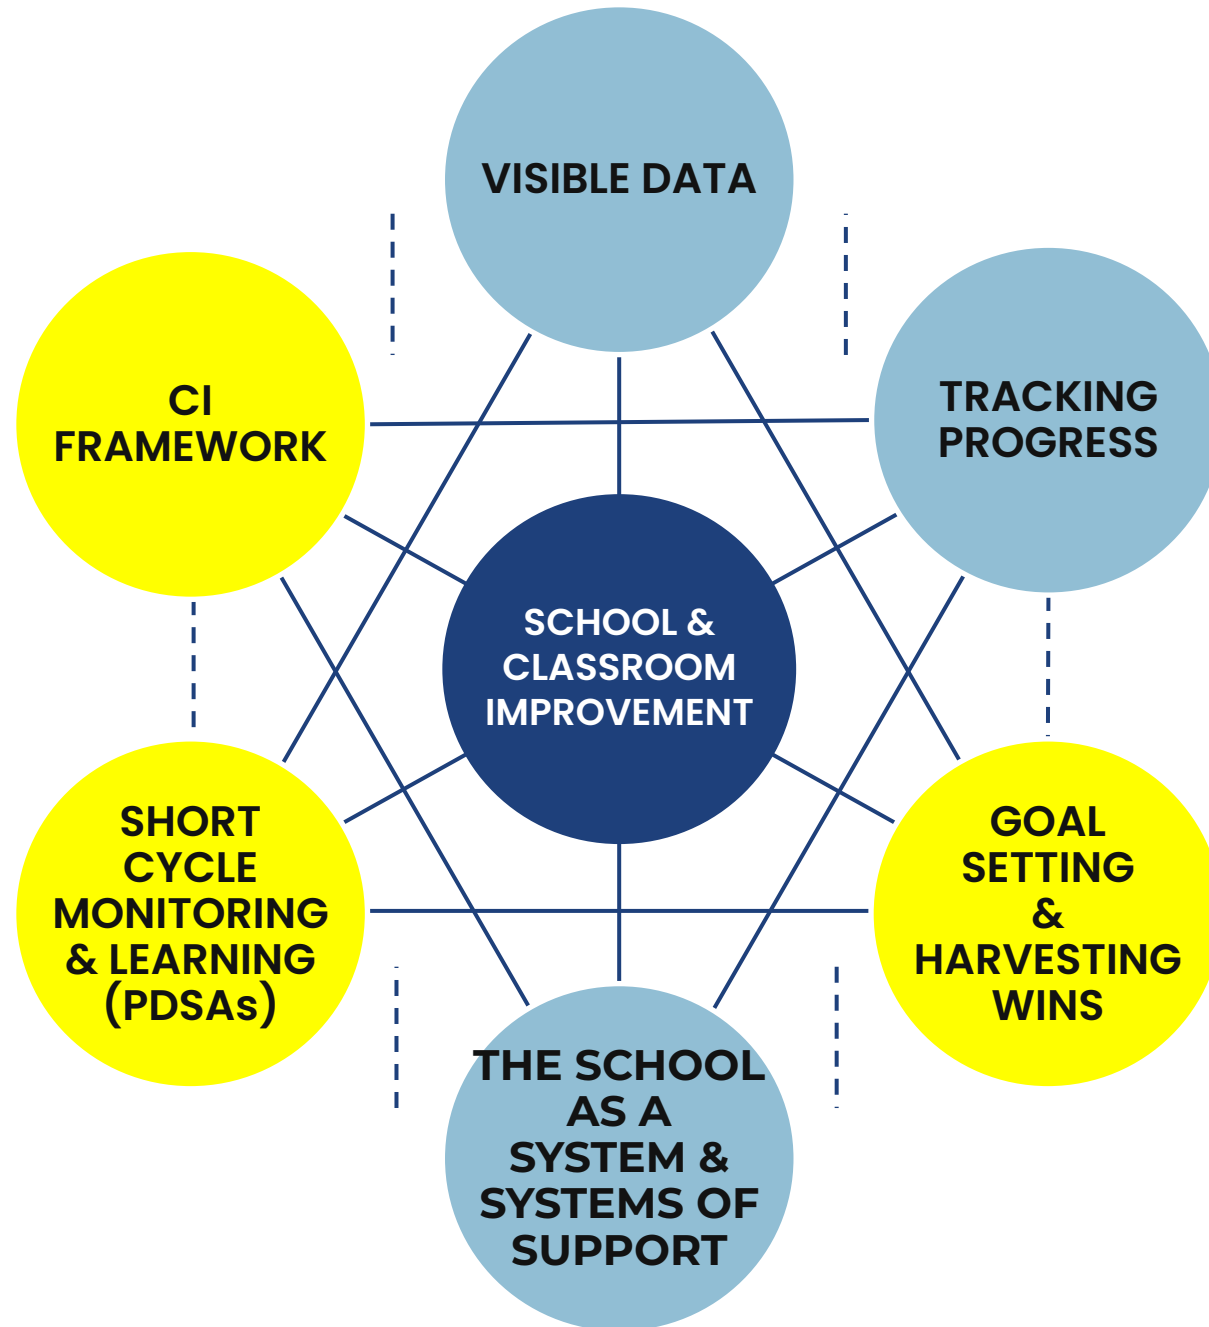 VISIBLE DATA
CI
FRAMEWORK
TRACKING
PROGRESS
SCHOOL &
CLASSROOM
IMPROVEMENT
SHORT
CYCLE
MONITORING
& LEARNING
(PDSAs)
GOAL
SETTING
&
HARVESTING
WINS
THE SCHOOL
AS A
SYSTEM &
SYSTEMS OF
SUPPORT